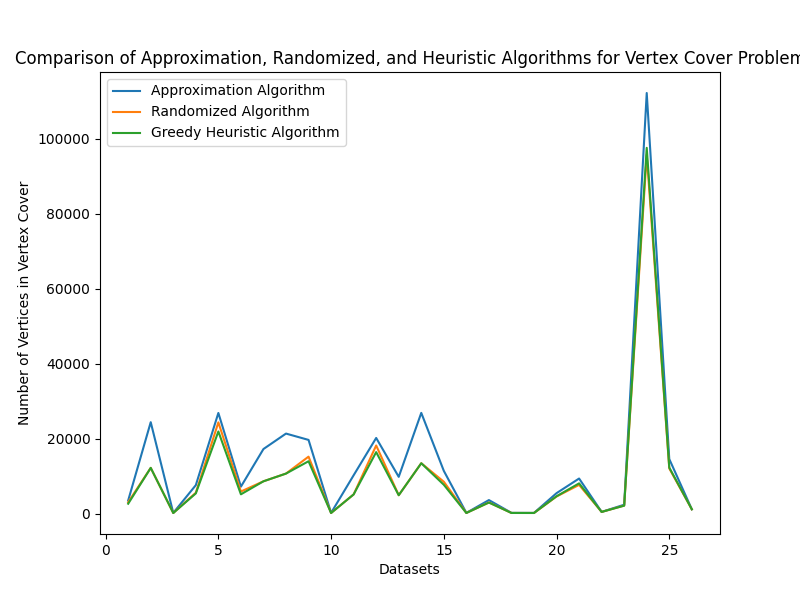 Comparison of Approximation, Randomized, and Heuristic Algorithms for Vertex Cover Problem
Approximation Algorithm
Randomized Algorithm
Greedy Heuristic Algorithm
Number of Vertices in Vertex Cover
100000
80000
60000
40000
20000
0
0 5 10 15 20 25
Datasets